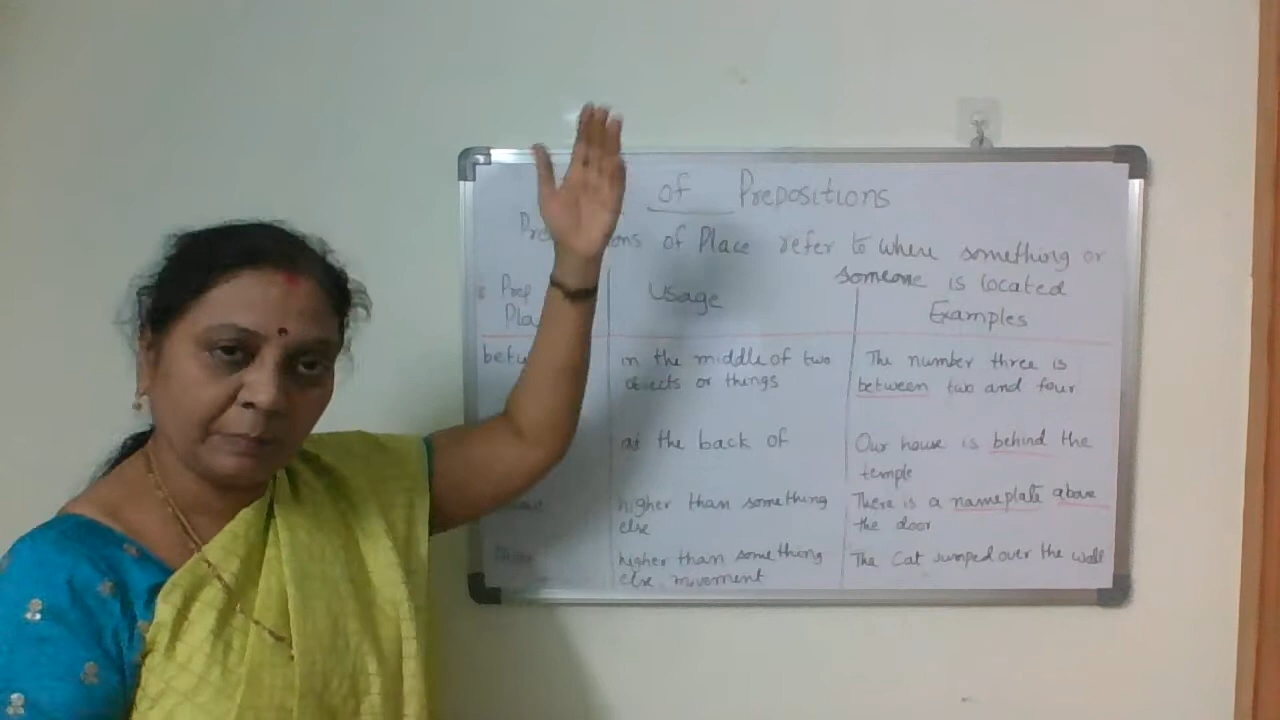 of Prepositions
of Place refer to where something or
someone is located
Prep Usage Examples
Pla
betw in the middle of two The number three is
objects or things between two and four
at the back of Our house is behind the
temple
higher than something There is a nameplate above
else the door
higher than something The Cat jumped over the wall
else movement